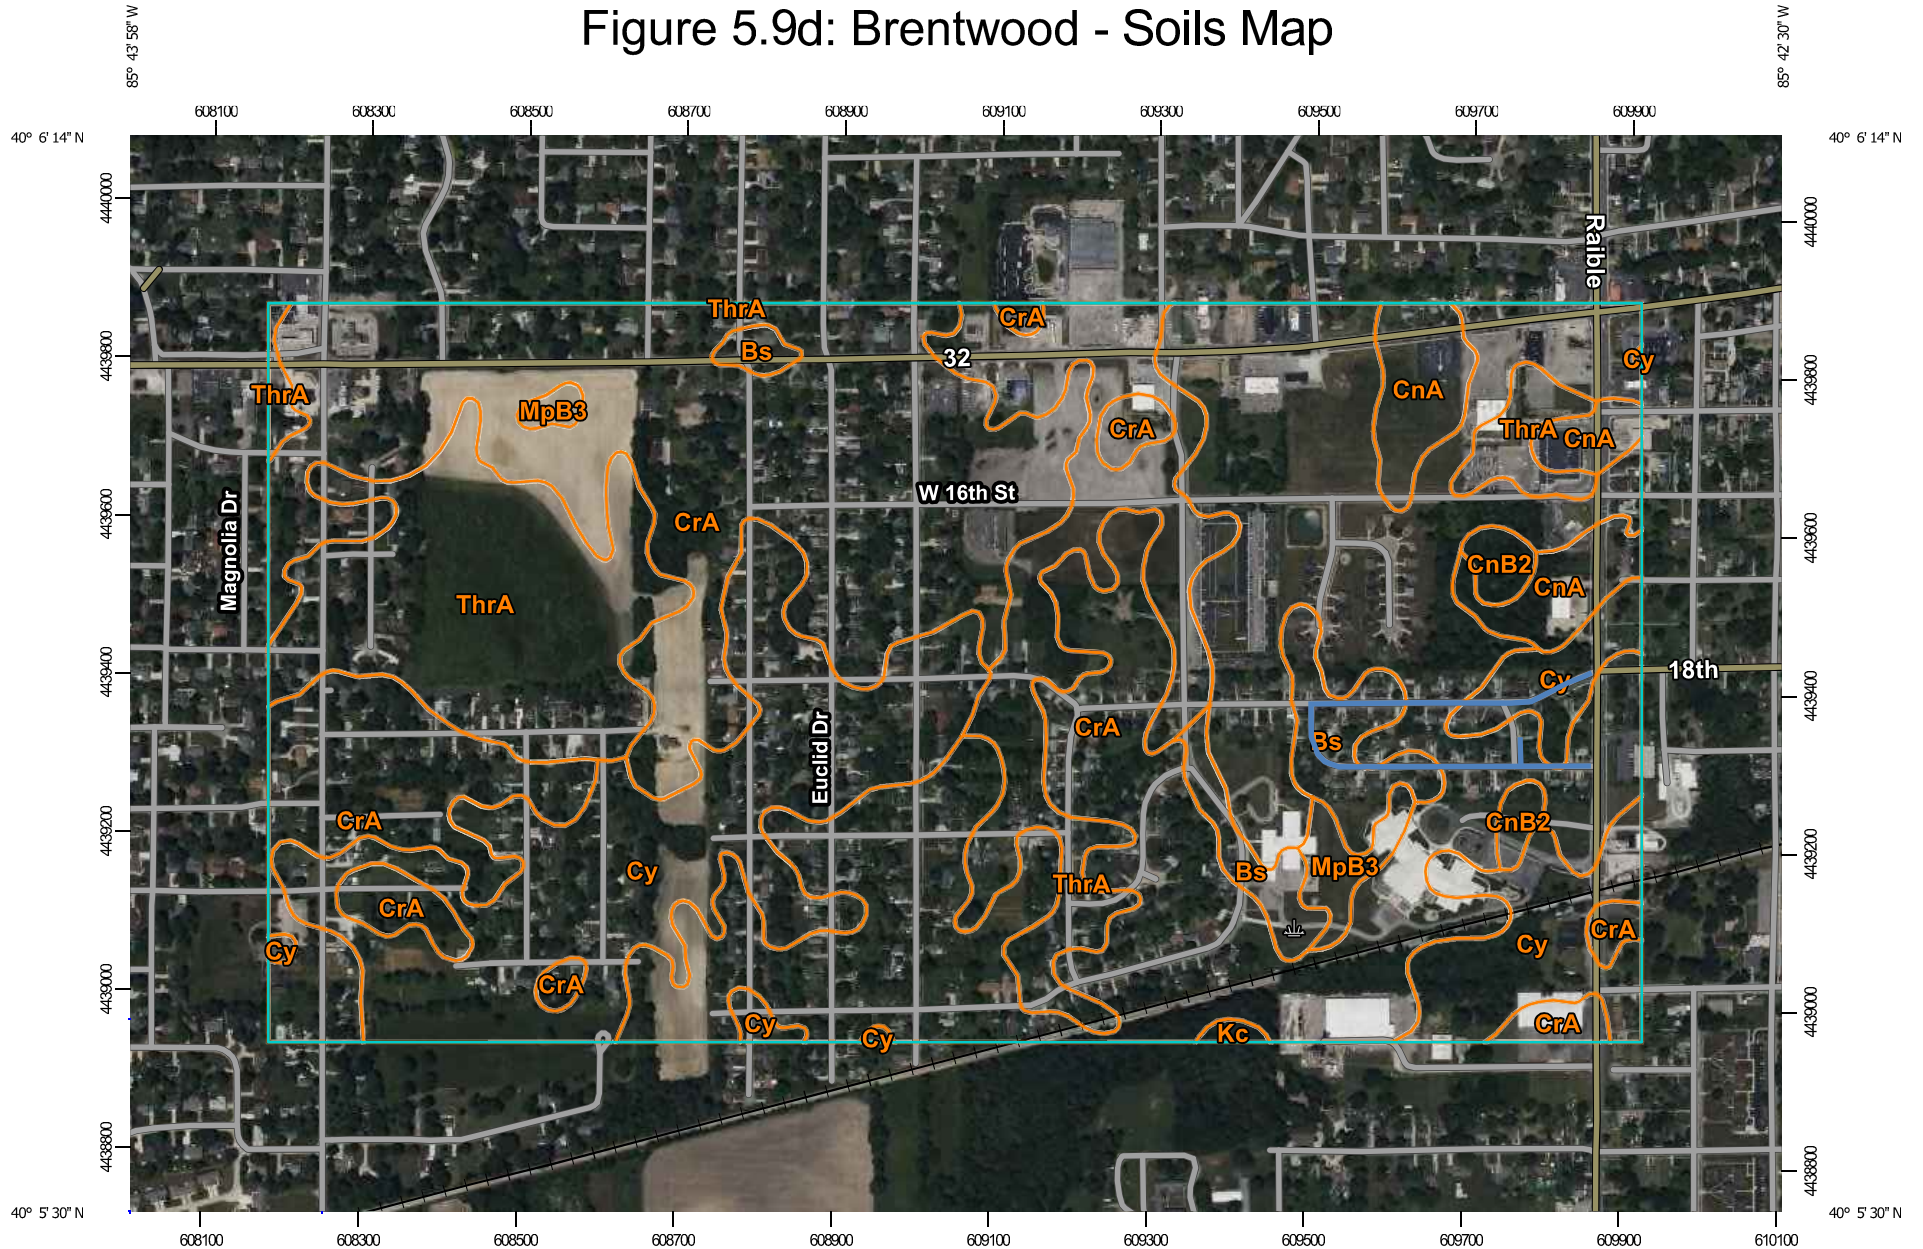 Figure 5.9d: Brentwood - Soils Map
85° 43' 58" W
85° 42' 30" W
608100 608300 608500 608700 608900 609100 609300 609500 609700 609900
40° 6' 14" N
40° 6' 14" N
4440000
4440000
Raible
ThrA
CrA
Bs
32
4439800
4439800
Cy
ThrA
MpB3
CnA
CrA
ThrA
CnA
W 16th St
4439600
4439600
Magnolia Dr
CrA
CnB2
CnA
ThrA
4439400
4439400
Cy
18th
CrA
Bs
Euclid Dr
4439200
4439200
CrA
CnB2
Cy
Bs
MpB3
ThrA
CrA
CrA
Cy
Cy
CrA
4439000
4439000
Cy
Cy
Kc
CrA
4438800
4438800
40° 5' 30" N
40° 5' 30" N
608100 608300 608500 608700 608900 609100 609300 609500 609700 609900 610100